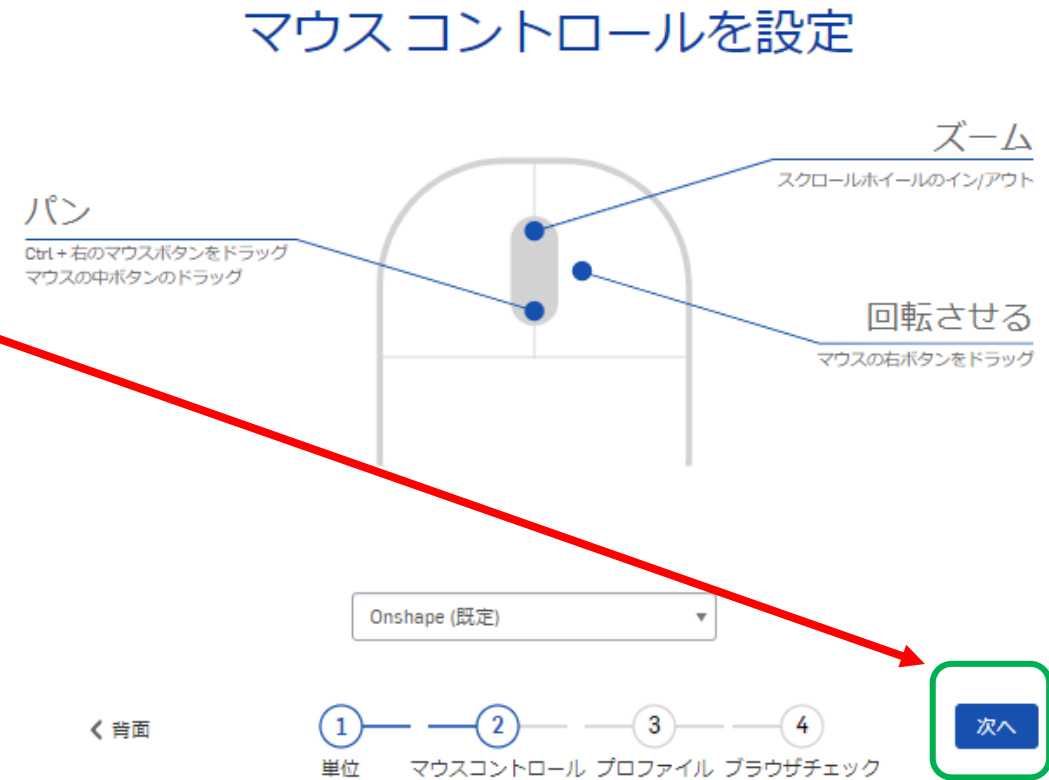 マウス コントロールを設定
ズーム
スクロールホイールのイン/アウト
パン
Ctrl + 右のマウスボタンをドラッグ
マウスの中ボタンのドラッグ
回転させる
マウスの右ボタンをドラッグ
Onshape (既定)
背面
1
2
3
4
次へ
単位
マウスコントロール
プロファイル
ブラウザチェック